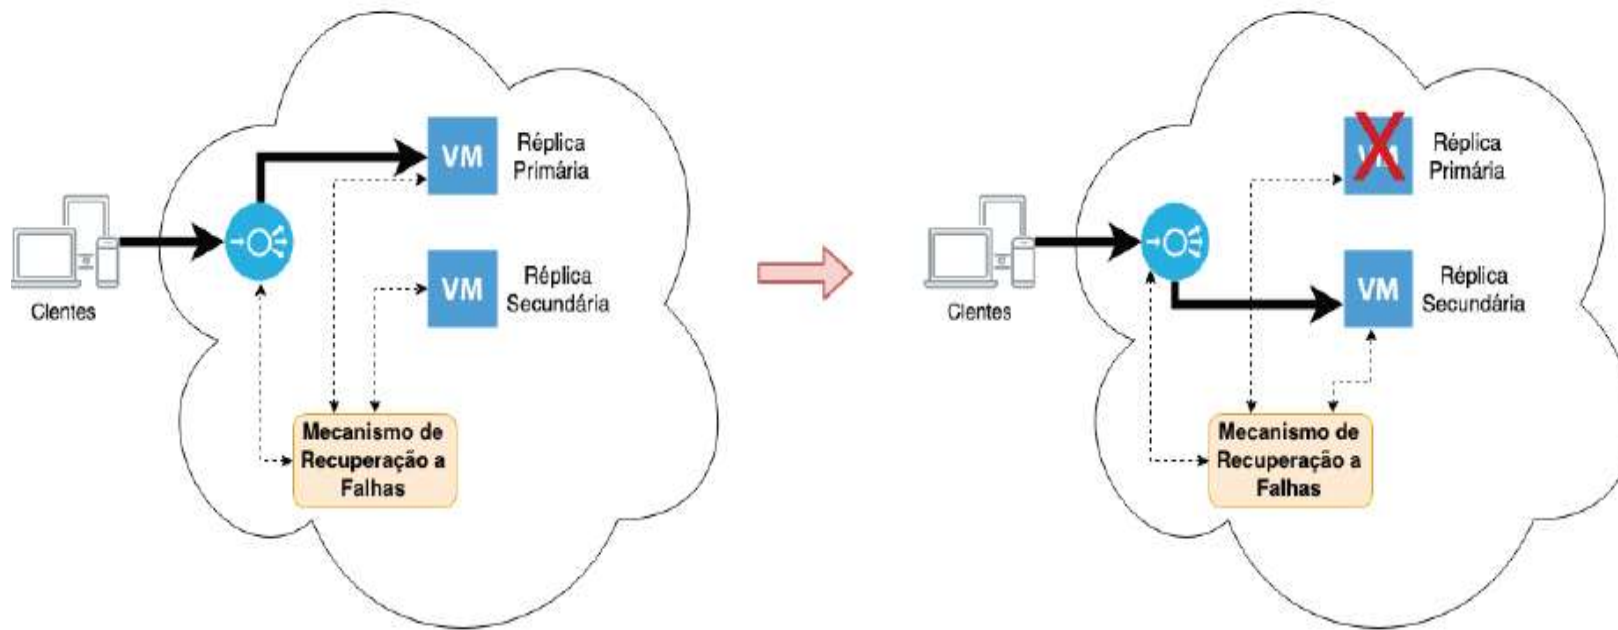 VM
Réplica
Primária
Clentes
VM
Réplica
Secundária
Mecanismo de
Recuperação a
Falhas
VM
Réplica
Primária
Clentes
VM
Réplica
Secundária
Mecanismo de
Recuperação a
Falhas